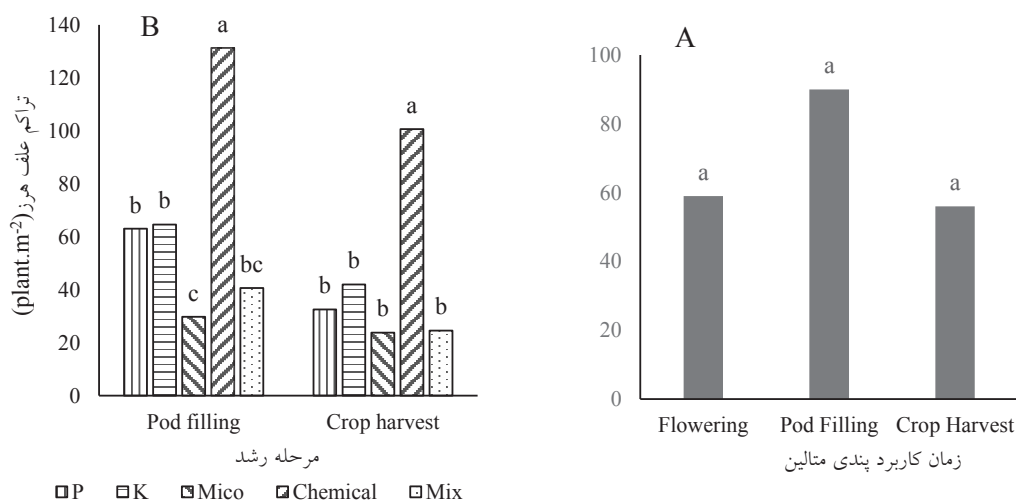 B
تراکم علف هرز(plant.m-2)
140
120
100
80
60
40
20
0
b
b
c
a
bc
b
b
b
a
b
Pod filling
Crop harvest
مرحله رشد
P
K
Mico
Chemical
Mix
A
100
80
60
40
20
0
a
a
a
Flowering
Pod Filling
Crop Harvest
زمان کاربرد پندی متالین